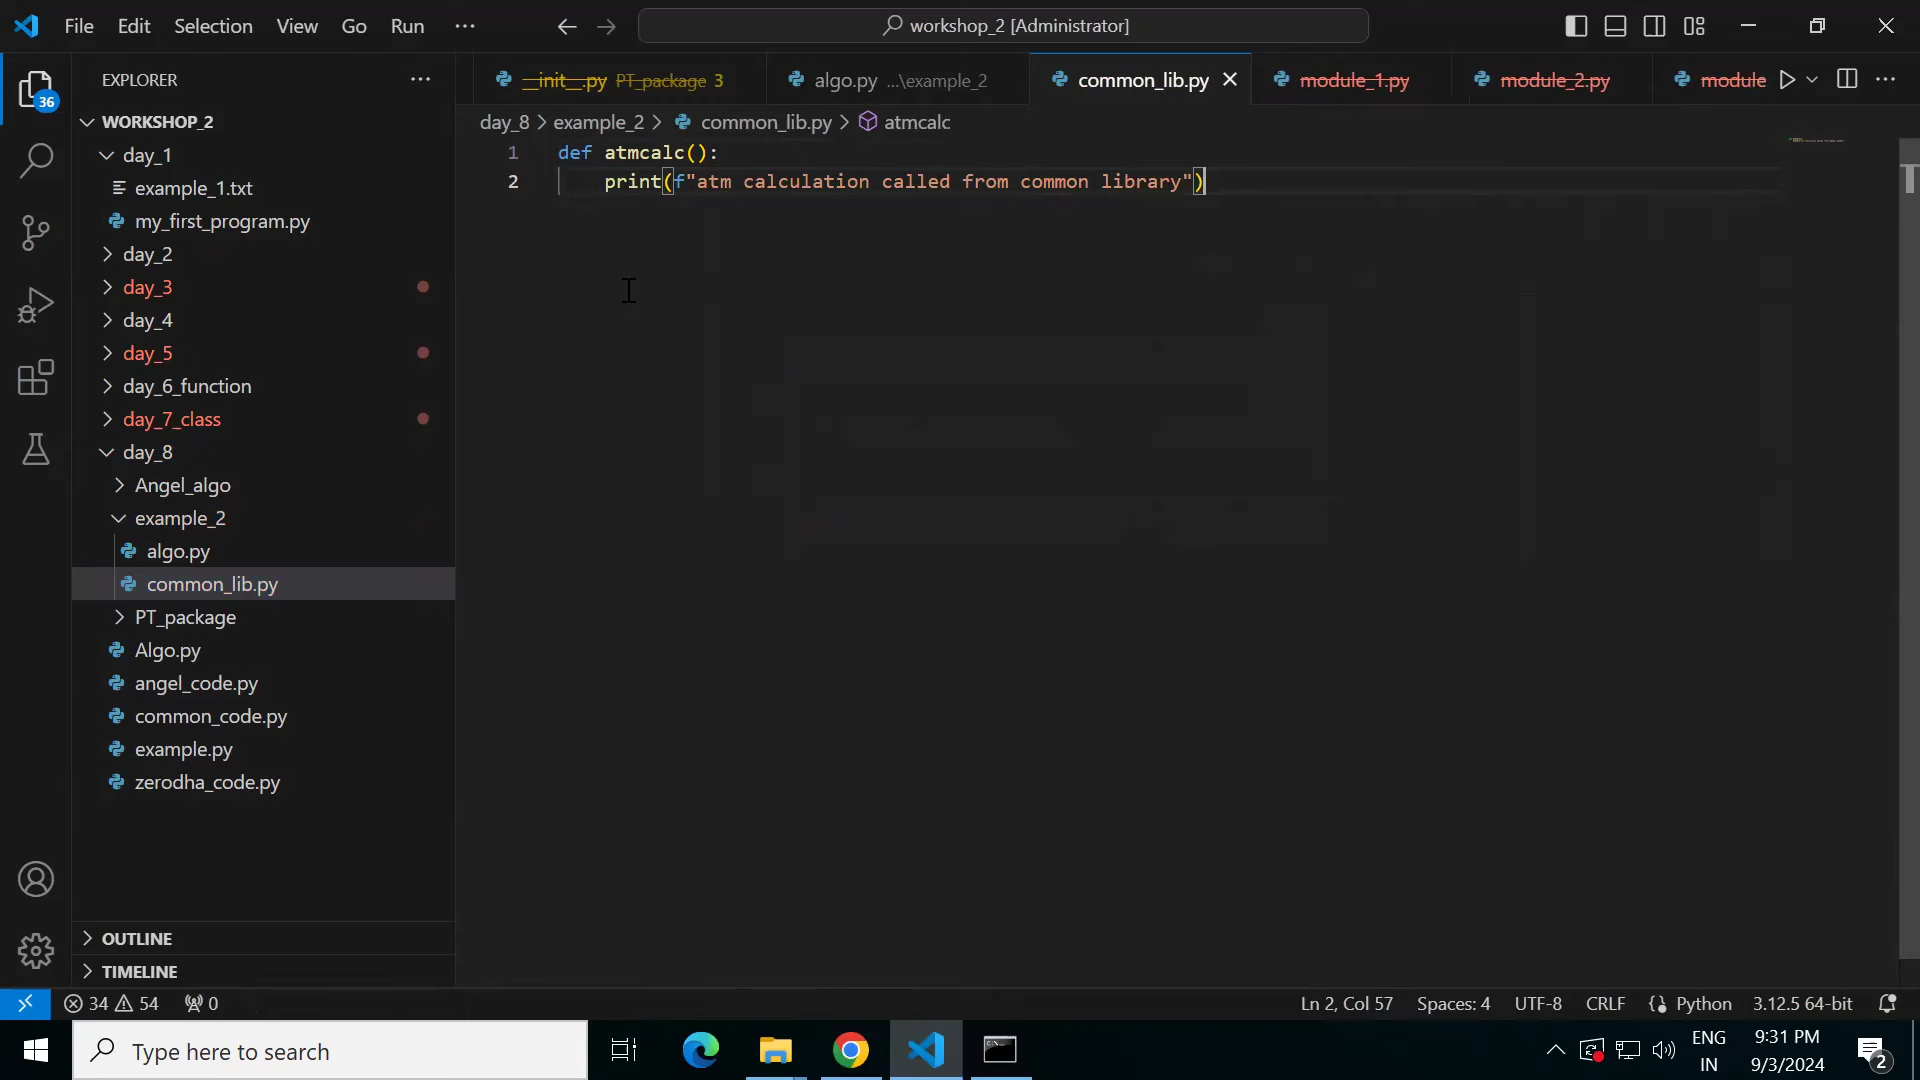 File Edit Selection View Go Run ···
workshop_2 [Administrator]
EXPLORER ···
36
WORKSHOP_2
day_1
example_1.txt
my_first_program.py
day_2
day_3
day_4
day_5
day_6_function
day_7_class
day_8
Angel_algo
example_2
algo.py
common_lib.py
PT_package
Algo.py
angel_code.py
common_code.py
example.py
zerodha_code.py
OUTLINE
TIMELINE
__init__.py PT_package 3 algo.py ...\example_2 common_lib.py module_1.py module_2.py module
day_8 > example_2 > common_lib.py > atmcalc
1 def atmcalc():
2 print(f"atm calculation called from common library")
34 54 0 Ln 2, Col 57 Spaces: 4 UTF-8 CRLF {} Python 3.12.5 64-bit
Type here to search
ENG
IN
9:31 PM
9/3/2024
2